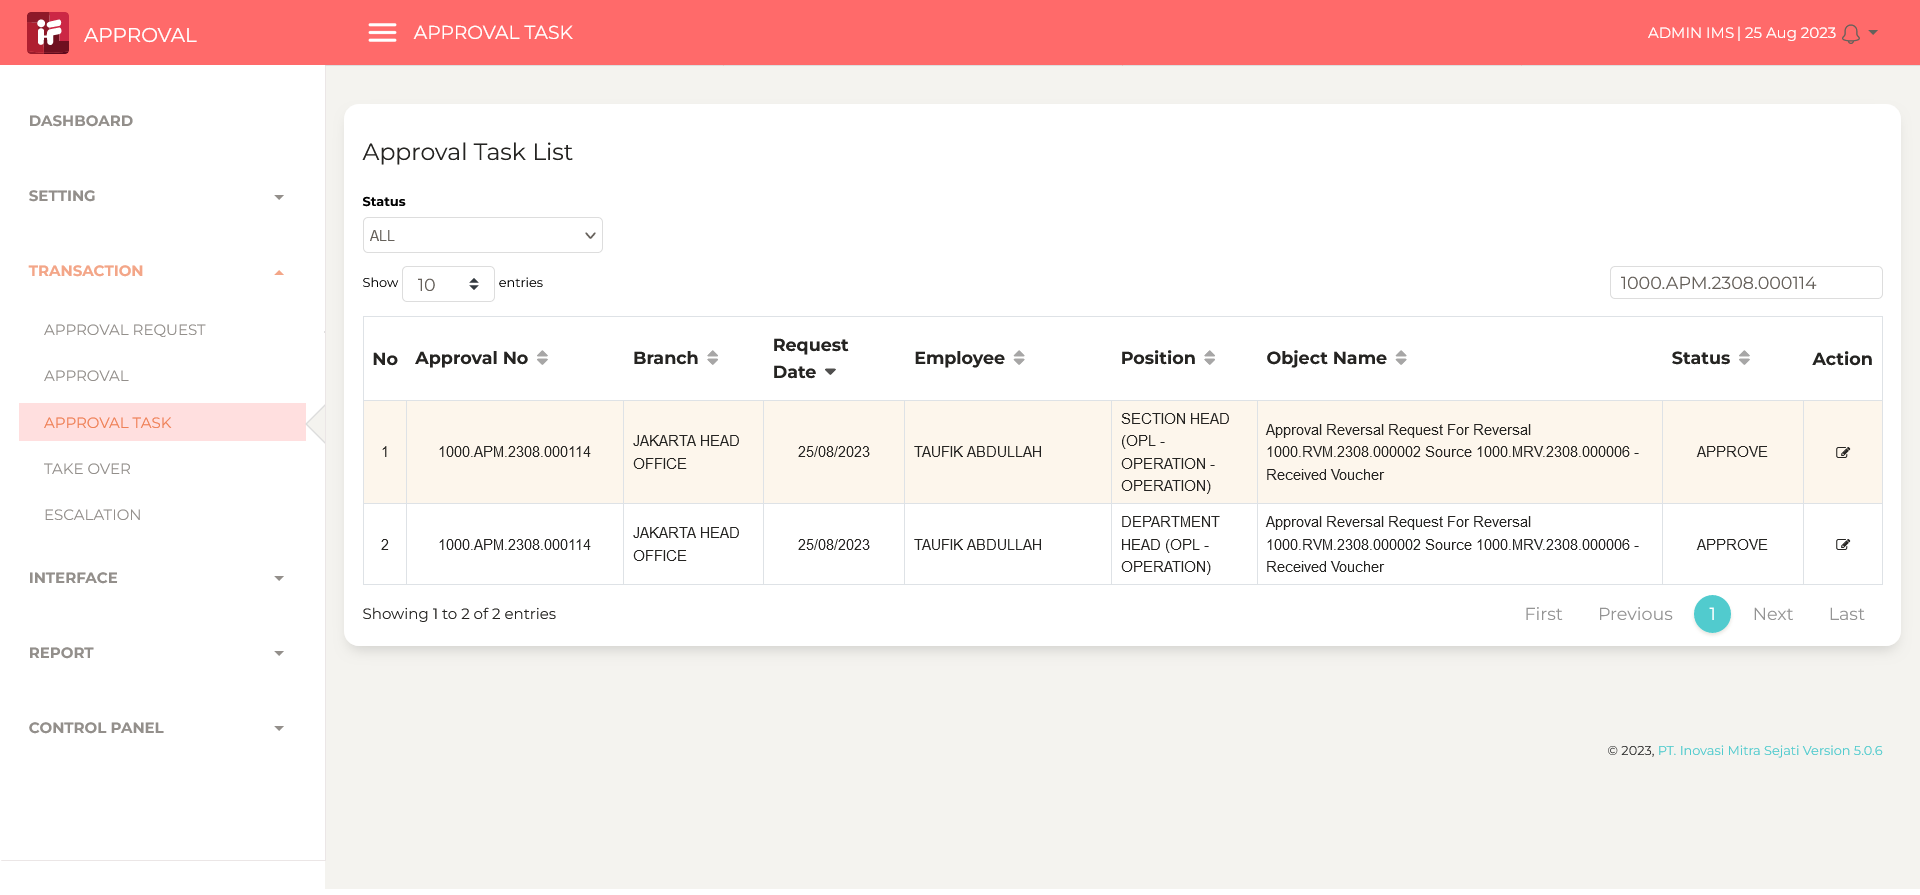 iF APPROVAL
APPROVAL TASK
ADMIN IMS | 25 Aug 2023
DASHBOARD
SETTING
TRANSACTION
APPROVAL REQUEST
APPROVAL
APPROVAL TASK
TAKE OVER
ESCALATION
INTERFACE
REPORT
CONTROL PANEL
Approval Task List
Status
ALL
Show 10 entries
1000.APM.2308.000114
No Approval No Branch Request Date Employee Position Object Name Status Action
1 1000.APM.2308.000114 JAKARTA HEAD OFFICE 25/08/2023 TAUFIK ABDULLAH SECTION HEAD (OPL - OPERATION - OPERATION) Approval Reversal Request For Reversal 1000.RVM.2308.000002 Source 1000.MRV.2308.000006 - Received Voucher APPROVE
2 1000.APM.2308.000114 JAKARTA HEAD OFFICE 25/08/2023 TAUFIK ABDULLAH DEPARTMENT HEAD (OPL - OPERATION) Approval Reversal Request For Reversal 1000.RVM.2308.000002 Source 1000.MRV.2308.000006 - Received Voucher APPROVE
Showing 1 to 2 of 2 entries
First Previous 1 Next Last
© 2023, PT. Inovasi Mitra Sejati Version 5.0.6